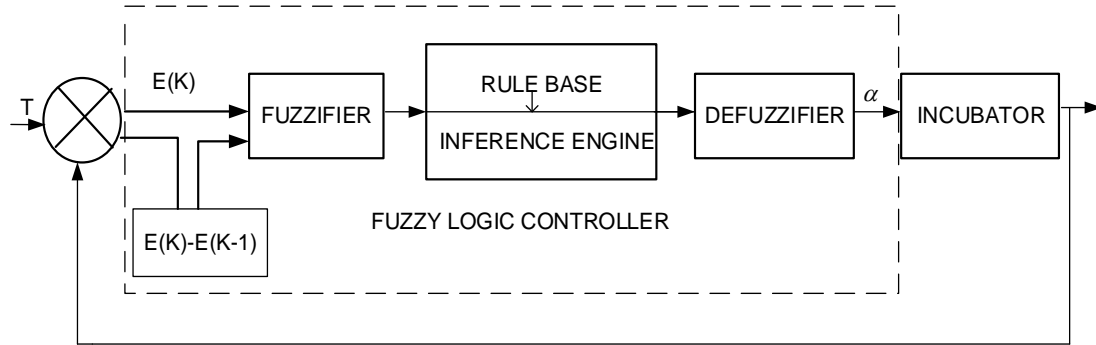 T
E(K)
FUZZIFIER
RULE BASE
INFERENCE ENGINE
DEFUZZIFIER
α
INCUBATOR
E(K)-E(K-1)
FUZZY LOGIC CONTROLLER